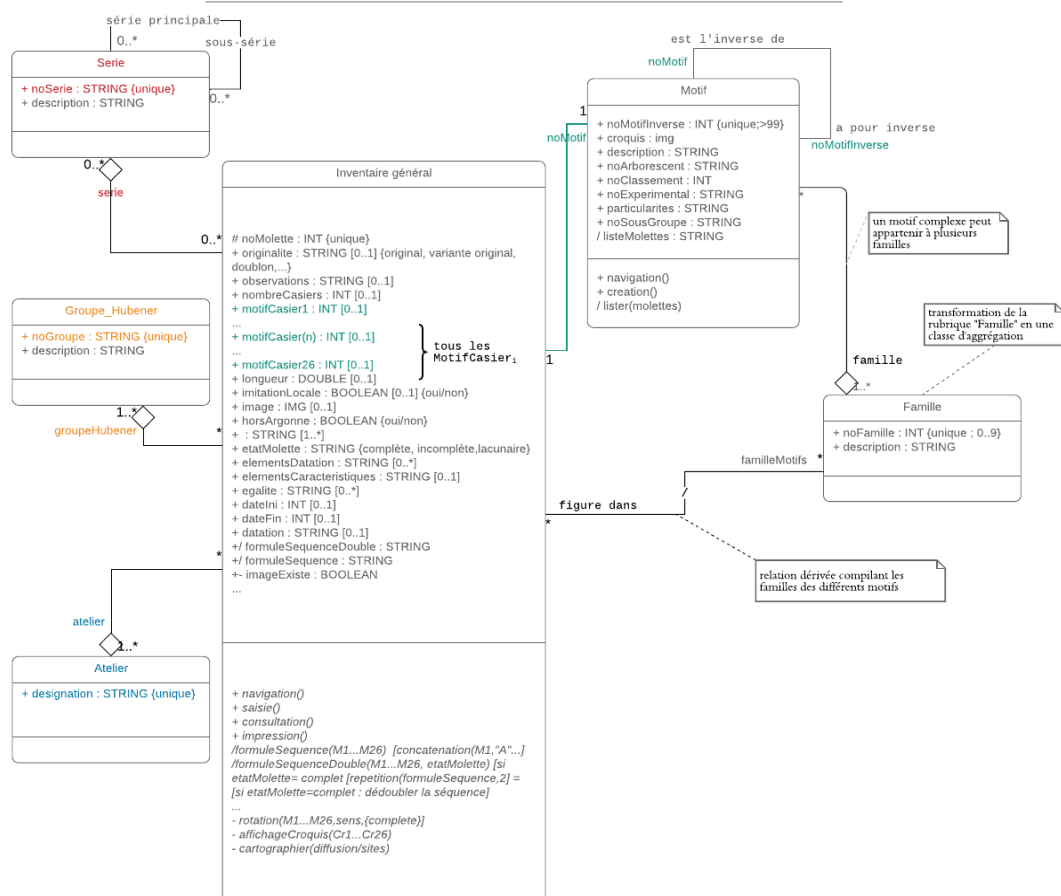 série principale
0..*
sous-série
Serie
+ noSerie : STRING {unique}
+ description : STRING
0..*
0..*
serie
0..*
Groupe_Hubener
+ noGroupe : STRING {unique}
+ description : STRING
1..*
groupeHubener
*
*
atelier
1..*
Atelier
+ designation : STRING {unique}
Inventaire général
# noMolette : INT {unique}
+ originalite : STRING [0..1] {original, variante original,
doublon,...}
+ observations : STRING [0..1]
+ nombreCasiers : INT [0..1]
+ motifCasier1 : INT [0..1]
...
+ motifCasier(n) : INT [0..1]
...
+ motifCasier26 : INT [0..1]
tous les
MotifCasieri
+ longueur : DOUBLE [0..1]
+ imitationLocale : BOOLEAN [0..1] {oui/non}
+ image : IMG [0..1]
+ horsArgonne : BOOLEAN {oui/non}
+  : STRING [1..*]
+ etatMolette : STRING {complète, incomplète,lacunaire}
+ elementsDatation : STRING [0..*]
+ elementsCaracteristiques : STRING [0..1]
+ egalite : STRING [0..*]
+ dateIni : INT [0..1]
+ dateFin : INT [0..1]
+ datation : STRING [0..1]
+/ formuleSequenceDouble : STRING
+/ formuleSequence : STRING
+- imageExiste : BOOLEAN
...
+ navigation()
+ saisie()
+ consultation()
+ impression()
/formuleSequence(M1...M26)  [concatenation(M1,"A"...]
/formuleSequenceDouble(M1...M26, etatMolette) [si
etatMolette= complet [repetition(formuleSequence,2] =
[si etatMolette=complet : dédoubler la séquence]
...
- rotation(M1...M26,sens,{complete}]
- affichageCroquis(Cr1...Cr26)
- cartographier(diffusion/sites)
est l'inverse de
noMotif
1
noMotif
1
Motif
+ noMotifInverse : INT {unique;>99}
+ croquis : img
+ description : STRING
+ noArborescent : STRING
+ noClassement : INT
+ noExperimental : STRING
+ particularites : STRING
+ noSousGroupe : STRING
/ listeMolettes : STRING
+ navigation()
+ creation()
/ lister(molettes)
a pour inverse
noMotifInverse
*
un motif complexe peut
appartenir à plusieurs
familles
transformation de la
rubrique "Famille" en une
classe d'aggrégation
famille
1..*
Famille
+ noFamille : INT {unique ; 0..9}
+ description : STRING
familleMotifs
*
figure dans
*
relation dérivée compilant les
familles des différents motifs